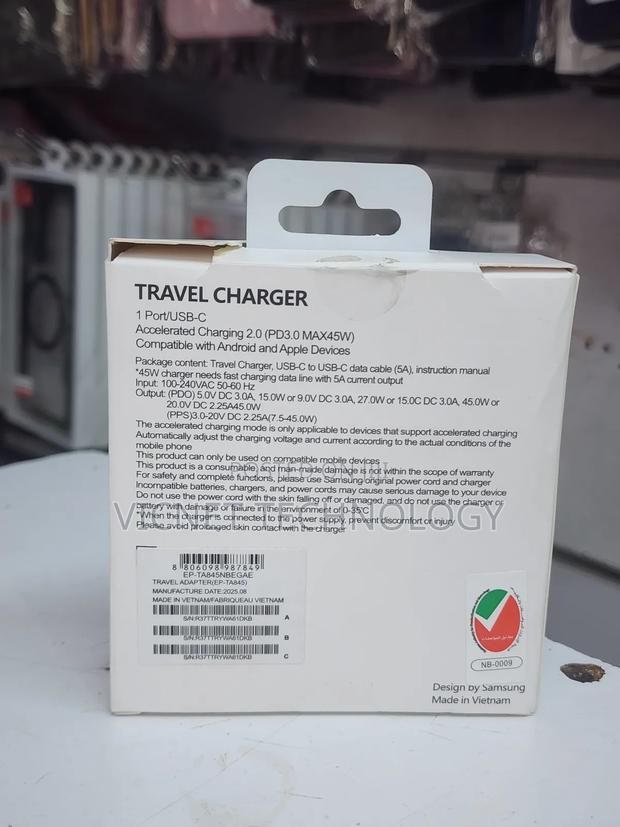 TRAVEL CHARGER
1 Port/USB-C
Accelerated Charging 2.0 (PD3.0 MAX45W)
Compatible with Android and Apple Devices
Package content: Travel Charger, USB-C to USB-C data cable (5A), instruction manual
*45W charger needs fast charging data line with 5A current output
Input: 100-240VAC 50-60 Hz
Output: (PDO) 5.0V DC 3.0A, 15.0W or 9.0V DC 3.0A, 27.0W or 15.0C DC 3.0A, 45.0W or
20.0V DC 2.25A45.0W
(PPS)3.0-20V DC 2.25A(7.5-45.0W)
The accelerated charging mode is only applicable to devices that support accelerated charging
Automatically adjust the charging voltage and current according to the actual conditions of the
mobile phone
This product can only be used on compatible mobile devices
This product is a consumable item and is not within the scope of warranty
For safety and complete functions, please use Samsung original power cord and charger
Incompatible batteries, chargers, and power cords may cause serious damage to your device
Do not use the power cord with the skin falling off or damaged, and do not use the charger or
battery with damage or failure in an environment of 0-35°C
When the charger is connected to the power supply, prevent discomfort or injury
Please avoid prolonged skin contact with the charger
POSTED ON
VICNET TECHNOLOGY
8 806098 987849
EP-TA845NBEGAE
TRAVEL ADAPTER(EP-TA845)
MANUFACTURE DATE:2025.08
MADE IN VIETNAM/FABRIQUEAU VIETNAM
A
S/N:R37TTRYWA61DKB
B
S/N:R37TTRYWA61DKB
C
S/N:R37TTRYWA61DKB
NB-0009
Design by Samsung
Made in Vietnam